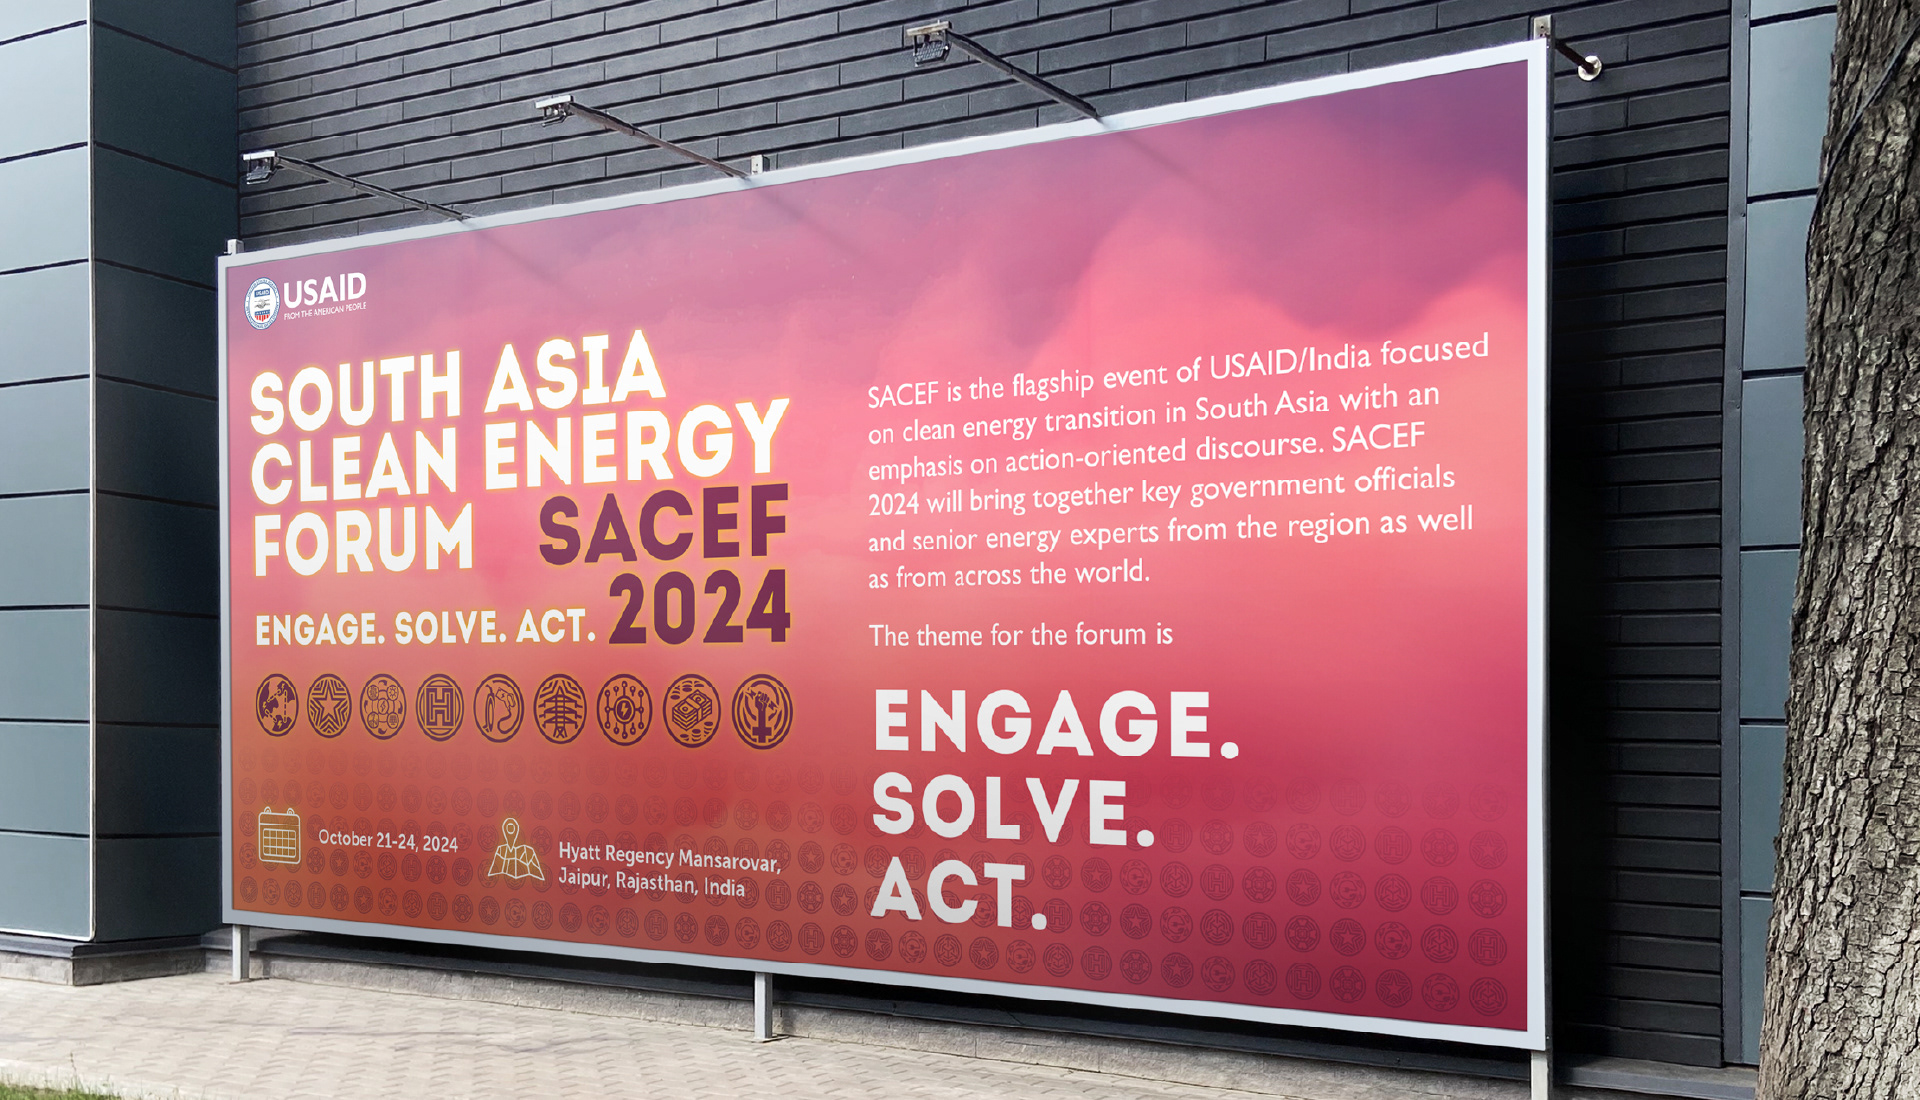 USAID
FROM THE AMERICAN PEOPLE
SOUTH ASIA
CLEAN ENERGY
FORUM SACEF
ENGAGE. SOLVE. ACT. 2024
October 21-24, 2024
Hyatt Regency Mansarovar,
Jaipur, Rajasthan, India
SACEF is the flagship event of USAID/India focused
on clean energy transition in South Asia with an
emphasis on action-oriented discourse. SACEF
2024 will bring together key government officials
and senior energy experts from the region as well
as from across the world.
The theme for the forum is
ENGAGE.
SOLVE.
ACT.